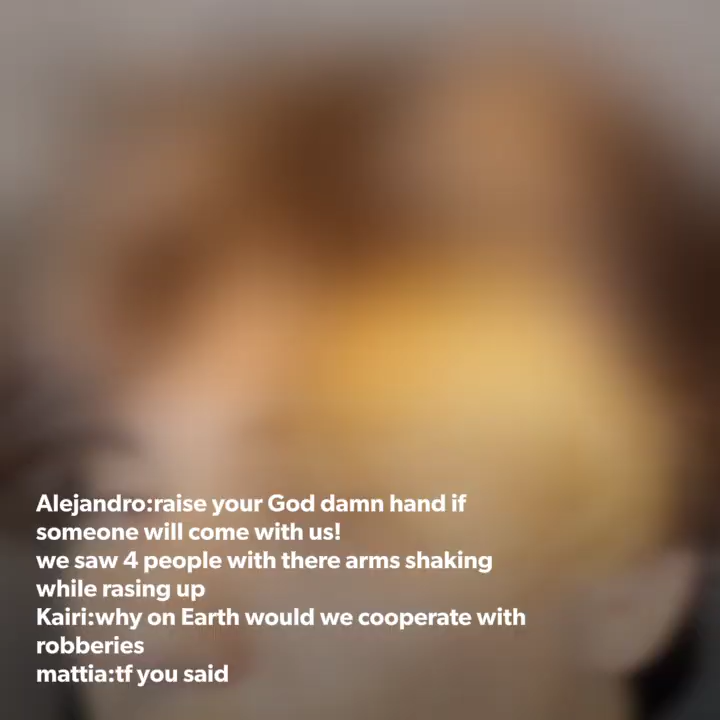 Alejandro:raise your God damn hand if
someone will come with us!
we saw 4 people with there arms shaking
while rasing up
Kairi:why on Earth would we cooperate with
robberies
mattia:tf you said